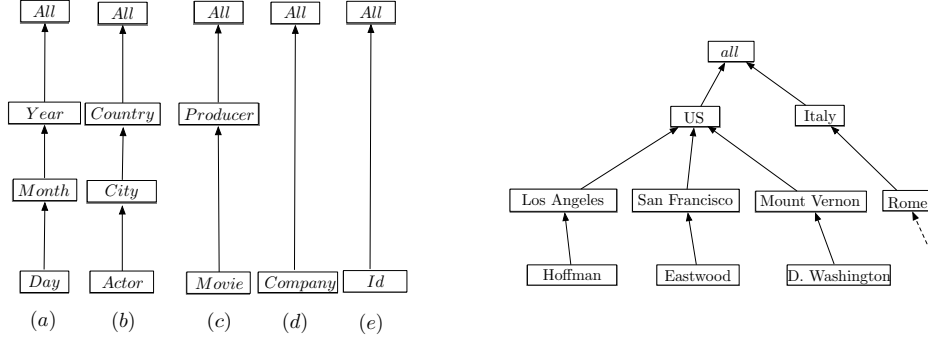 All All All All All
Year Country Producer
Month City
Day Actor Movie Company Id
(a) (b) (c) (d) (e)
all
US Italy
Los Angeles San Francisco Mount Vernon Rome
Hoffman Eastwood D. Washington